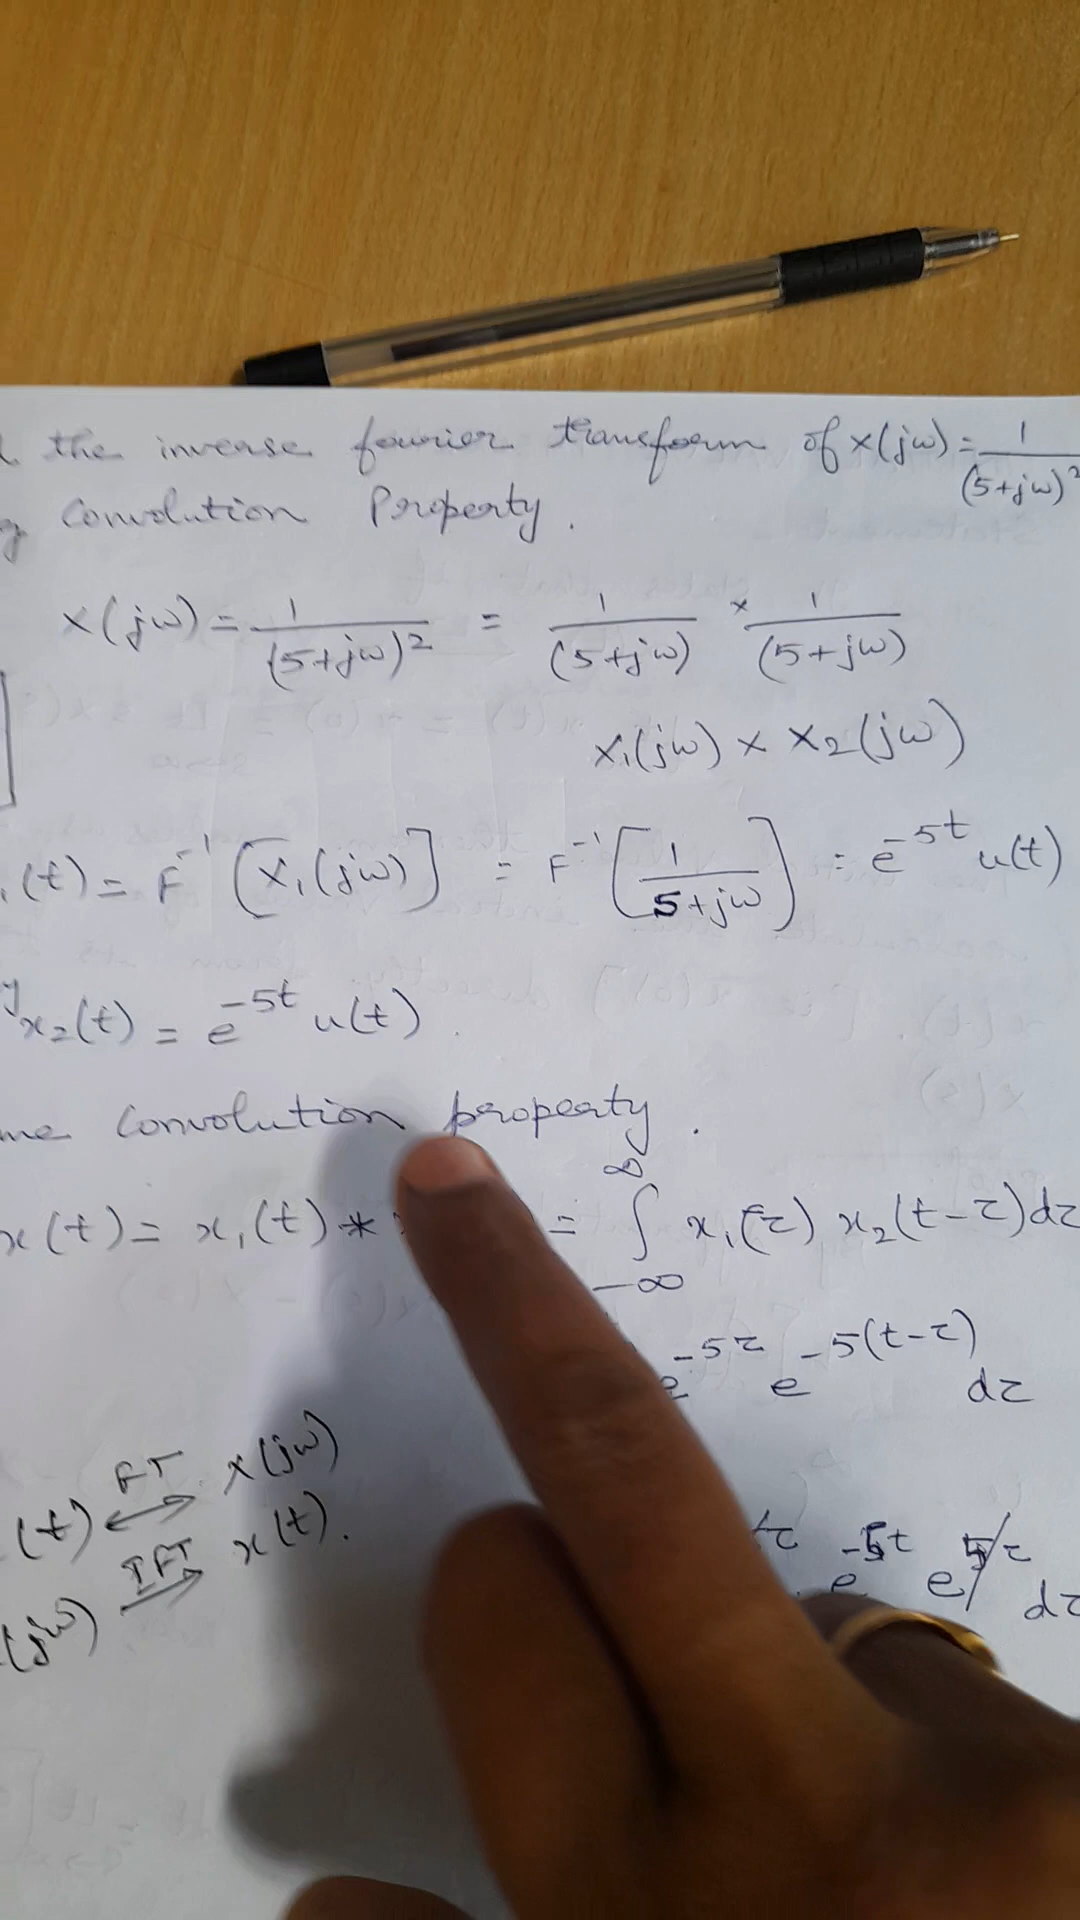 the inverse fourier transform of x(jω) = 1/(5+jω)²
convolution Property.
x(jω) = 1/(5+jω)² = 1/(5+jω) × 1/(5+jω)
x₁(jω) × x₂(jω)
(t) = F⁻¹[x₁(jω)] = F⁻¹[1/(5+jω)] = e^(-5t) u(t)
x₂(t) = e^(-5t) u(t).
convolution property.
x(t) = x₁(t) * = ∫_{-∞}^{∞} x₁(τ) x₂(t-τ)dτ
e^(-5τ) e^(-5(t-τ)) dτ
(t) ⟷ FT x(jω)
(jω) ⟶ IFT x(t).
e^(-5t) e^(5τ) dτ